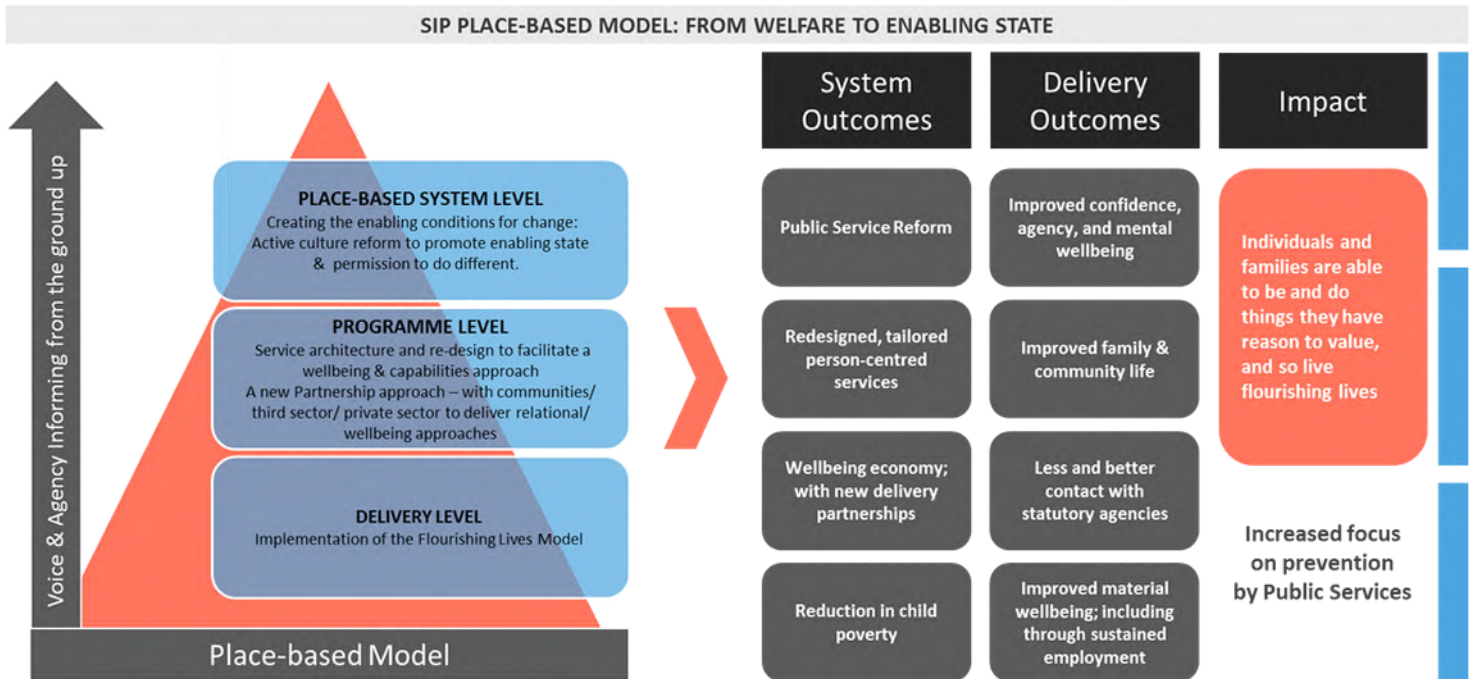 SIP PLACE-BASED MODEL: FROM WELFARE TO ENABLING STATE
Voice & Agency Informing from the ground up
PLACE-BASED SYSTEM LEVEL
Creating the enabling conditions for change:
Active culture reform to promote enabling state
& permission to do different.
PROGRAMME LEVEL
Service architecture and re-design to facilitate a
wellbeing & capabilities approach
A new Partnership approach – with communities/
third sector/ private sector to deliver relational/
wellbeing approaches
DELIVERY LEVEL
Implementation of the Flourishing Lives Model
Place-based Model
System
Outcomes
Public Service Reform
Redesigned, tailored
person-centred
services
Wellbeing economy;
with new delivery
partnerships
Reduction in child
poverty
Delivery
Outcomes
Improved confidence,
agency, and mental
wellbeing
Improved family &
community life
Less and better
contact with
statutory agencies
Improved material
wellbeing; including
through sustained
employment
Impact
Individuals and
families are able
to be and do
things they have
reason to value,
and so live
flourishing lives
Increased focus
on prevention
by Public Services